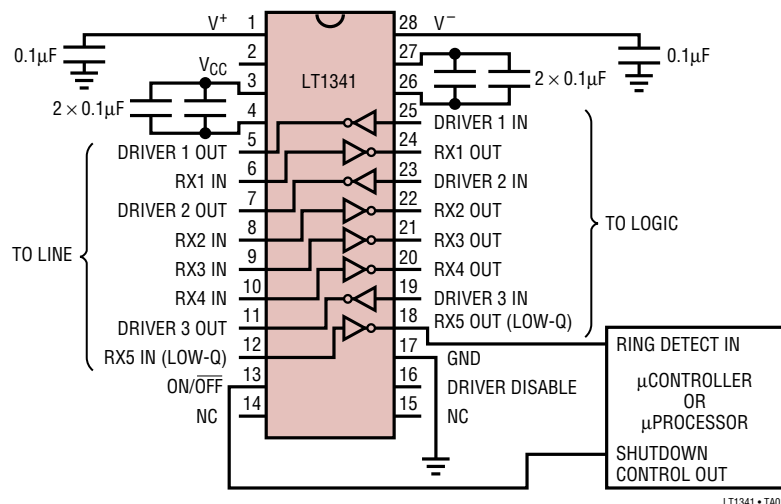 V+ 1 28 V−
0.1µF 2 27 0.1µF
VCC 3 LT1341 26 2 × 0.1µF
2 × 0.1µF 4 25 DRIVER 1 IN
DRIVER 1 OUT 5 24 RX1 OUT
RX1 IN 6 23 DRIVER 2 IN
DRIVER 2 OUT 7 22 RX2 OUT
TO LINE RX2 IN 8 21 RX3 OUT TO LOGIC
RX3 IN 9 20 RX4 OUT
RX4 IN 10 19 DRIVER 3 IN
DRIVER 3 OUT 11 18 RX5 OUT (LOW-Q)
RX5 IN (LOW-Q) 12 17 GND
ON/OFF 13 16 DRIVER DISABLE
NC 14 15 NC
RING DETECT IN
µCONTROLLER
OR
µPROCESSOR
SHUTDOWN
CONTROL OUT